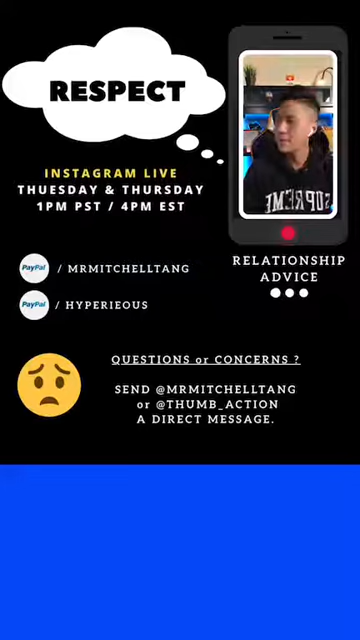 RESPECT
INSTAGRAM LIVE
THUESDAY & THURSDAY
1PM PST / 4PM EST
RELATIONSHIP
ADVICE
PayPal / MRMITCHELLTANG
PayPal / HYPERIEOUS
QUESTIONS or CONCERNS ?
SEND @MRMITCHELLTANG
or @THUMB_ACTION
A DIRECT MESSAGE.
SUPREME